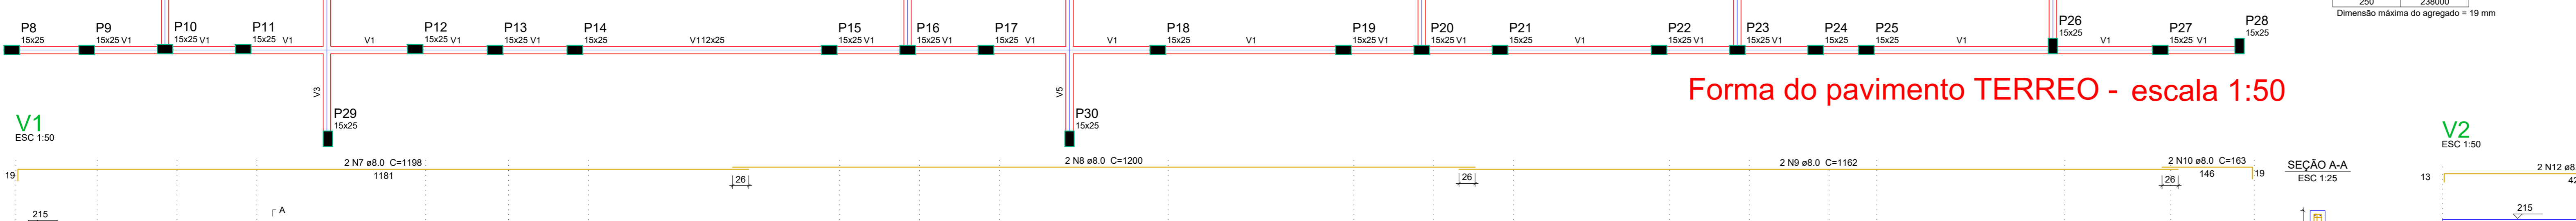 250 238000
Dimensão máxima do agregado = 19 mm
P8 P9 P10 P11 P12 P13 P14 P15 P16 P17 P18 P19 P20 P21 P22 P23 P24 P25 P26 P27 P28
15x25 15x25 V1 15x25 V1 15x25 V1 V1 15x25 V1 15x25 V1 15x25 V1 12x25 15x25 V1 15x25 V1 15x25 V1 V1 15x25 V1 15x25 V1 15x25 V1 15x25 V1 15x25 V1 15x25 V1 15x25 15x25 V1 15x25 V1 15x25 V1 15x25
V3 V5
Forma do pavimento TERREO - escala 1:50
P29 P30
15x25 15x25
V1
ESC 1:50
V2
ESC 1:50
2 N7 ø8.0 C=1198 2 N8 ø8.0 C=1200 2 N9 ø8.0 C=1162 2 N10 ø8.0 C=163
19 1181 26 26 26 146 19
SEÇÃO A-A
ESC 1:25
2 N12 ø8
13 42
215 A
215